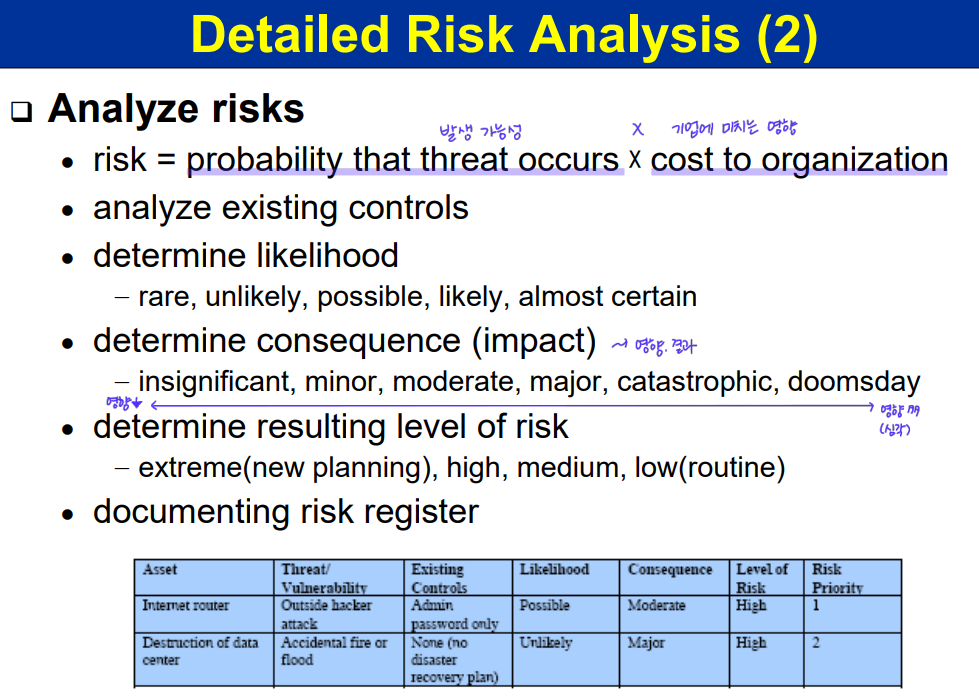 Detailed Risk Analysis (2)
❑ Analyze risks
발생 가능성 X 기업에 미치는 영향
• risk = probability that threat occurs x cost to organization
• analyze existing controls
• determine likelihood
– rare, unlikely, possible, likely, almost certain
• determine consequence (impact) ~ 영향. 결과
– insignificant, minor, moderate, major, catastrophic, doomsday
영향↓ ←→ 영향
(심각)
• determine resulting level of risk
– extreme(new planning), high, medium, low(routine)
• documenting risk register
Asset Threat/ Existing Likelihood Consequence Level of Risk
Vulnerability Controls Risk Priority
Internet router Outside hacker Admin Possible Moderate High 1
attack password only
Destruction of data Accidental fire or None (no Unlikely Major High 2
center flood disaster
recovery plan)